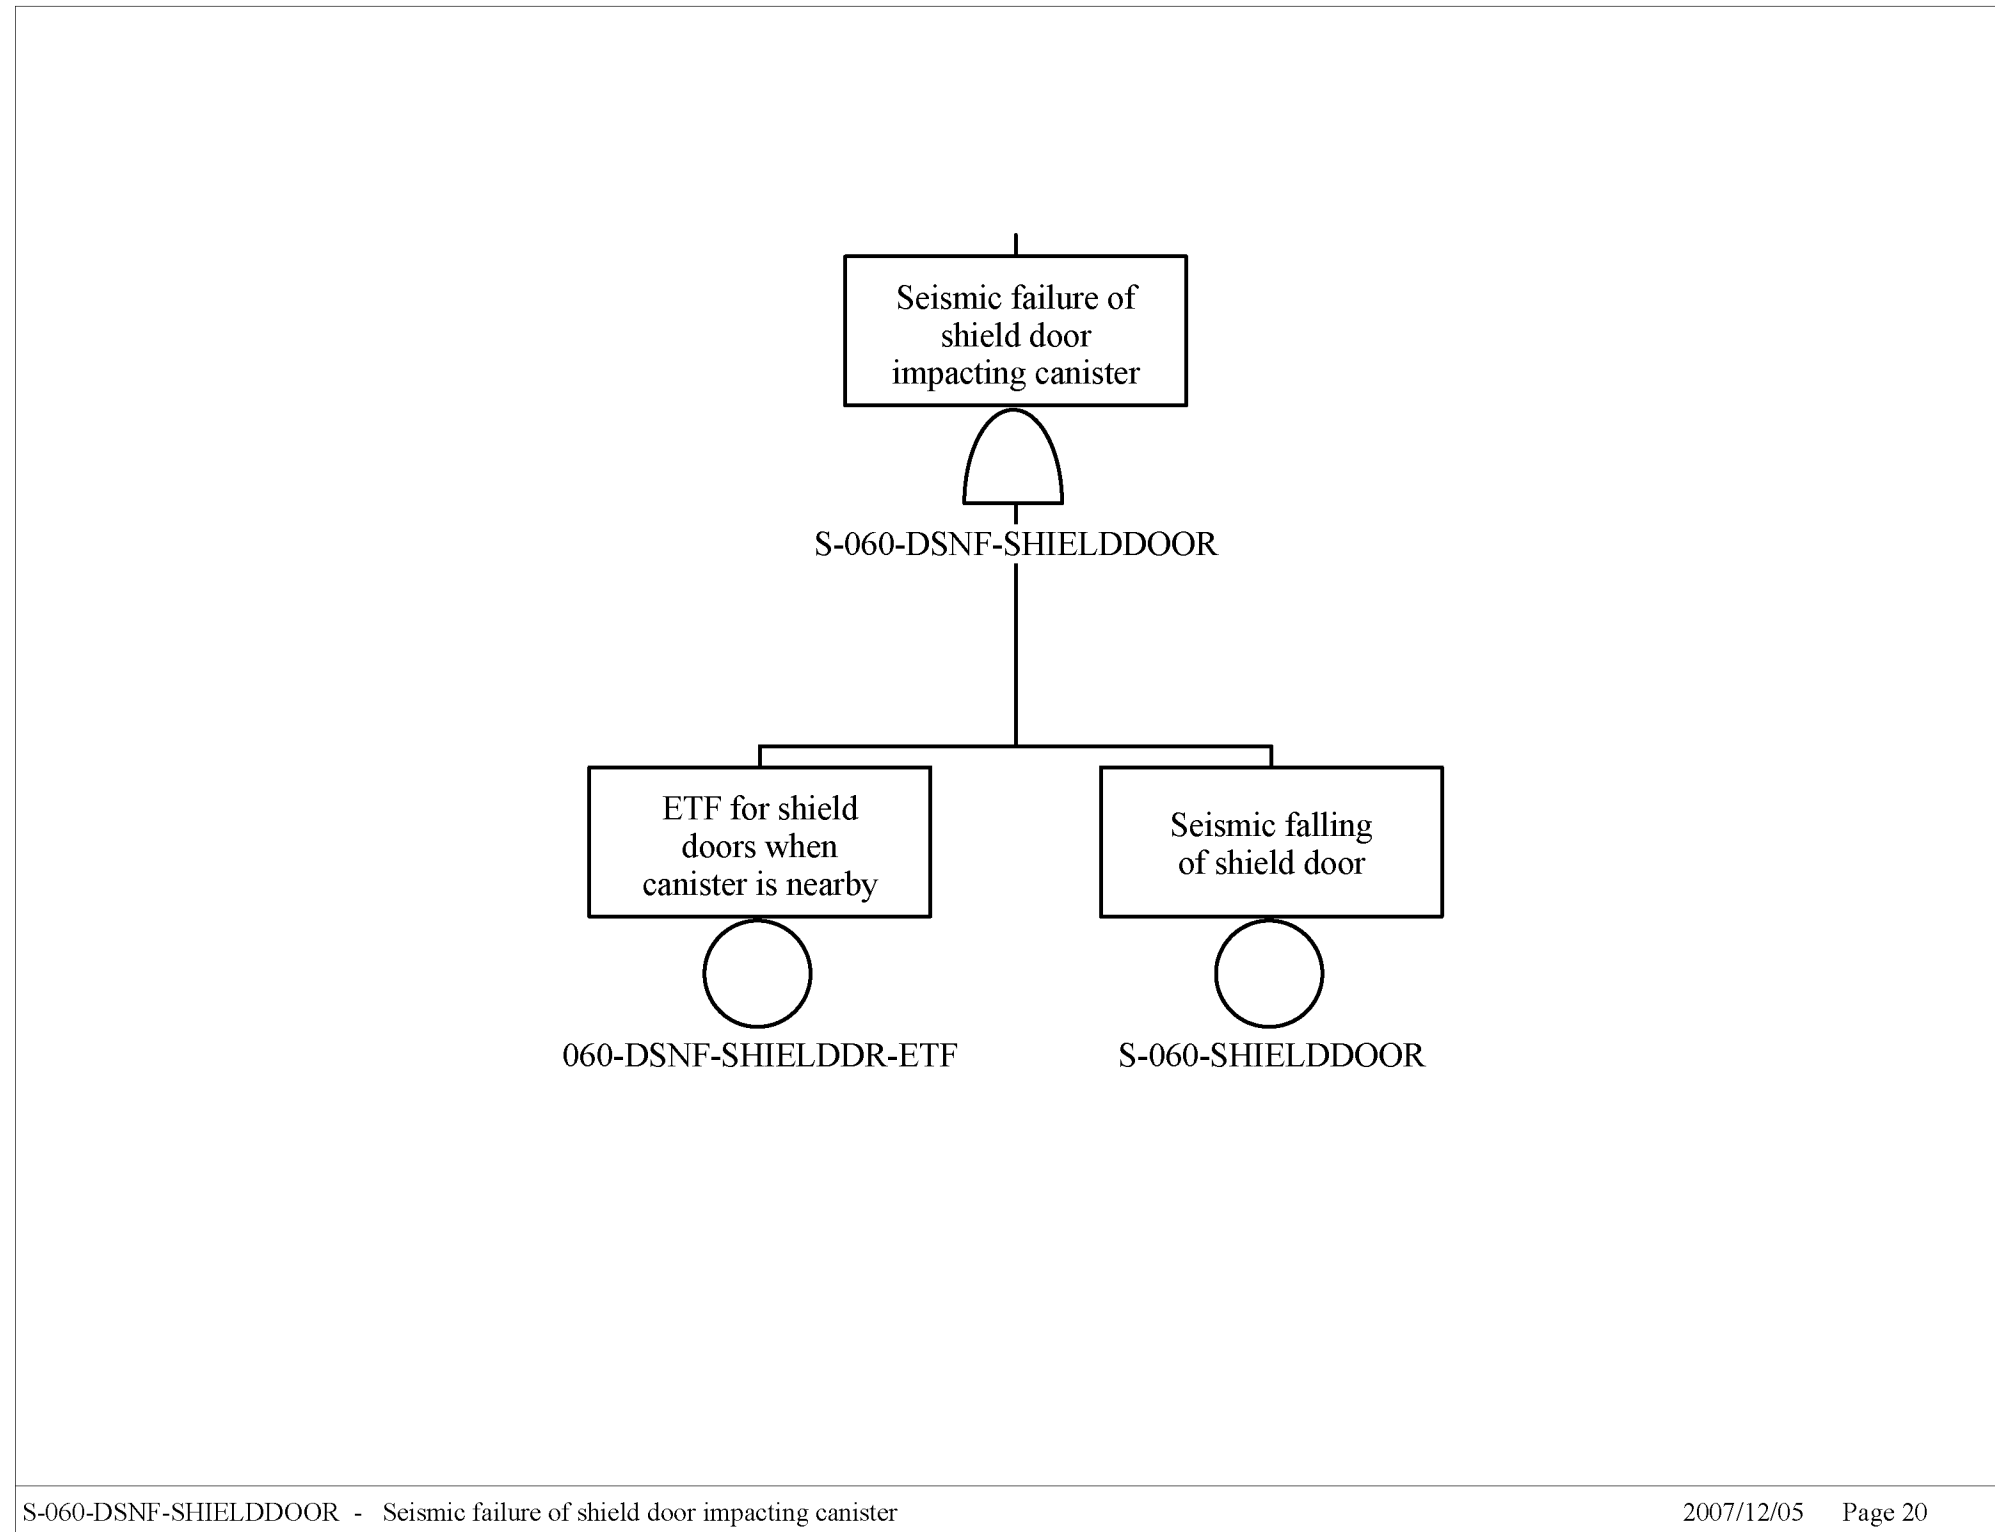 Seismic failure of
shield door
impacting canister
S-060-DSNF-SHIELDDOOR
ETF for shield
doors when
canister is nearby
060-DSNF-SHIELDDR-ETF
Seismic falling
of shield door
S-060-SHIELDDOOR
S-060-DSNF-SHIELDDOOR - Seismic failure of shield door impacting canister
2007/12/05 Page 20